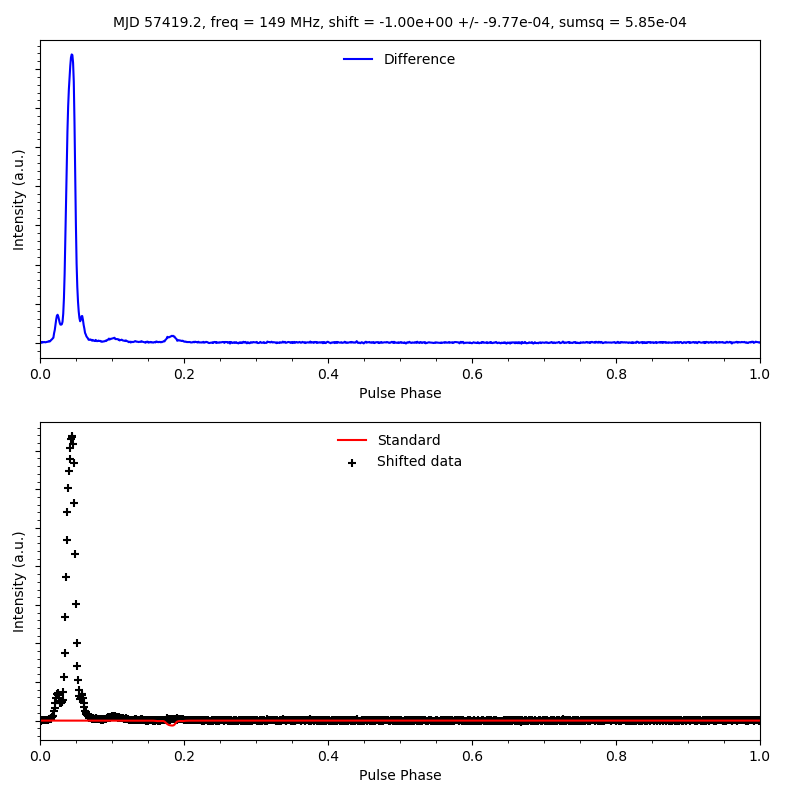 MJD 57419.2, freq = 149 MHz, shift = -1.00e+00 +/- -9.77e-04, sumsq = 5.85e-04
Difference
Intensity (a.u.)
0.0 0.2 0.4 0.6 0.8 1.0
Pulse Phase
Standard
Shifted data
Intensity (a.u.)
0.0 0.2 0.4 0.6 0.8 1.0
Pulse Phase